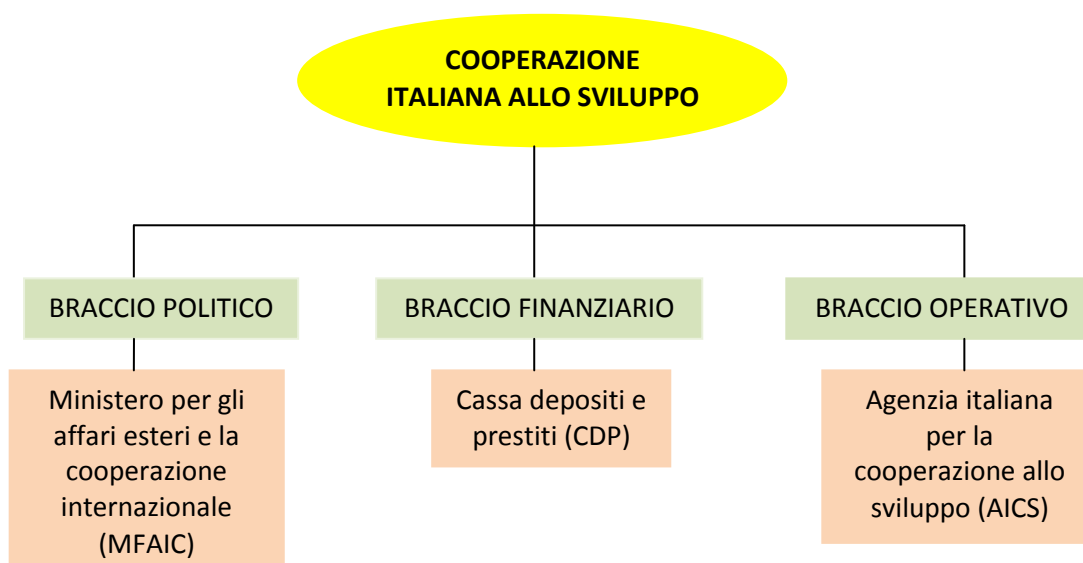 COOPERAZIONE
ITALIANA ALLO SVILUPPO
BRACCIO POLITICO
BRACCIO FINANZIARIO
BRACCIO OPERATIVO
Ministero per gli
affari esteri e la
cooperazione
internazionale
(MFAIC)
Cassa depositi e
prestiti (CDP)
Agenzia italiana
per la
cooperazione allo
sviluppo (AICS)